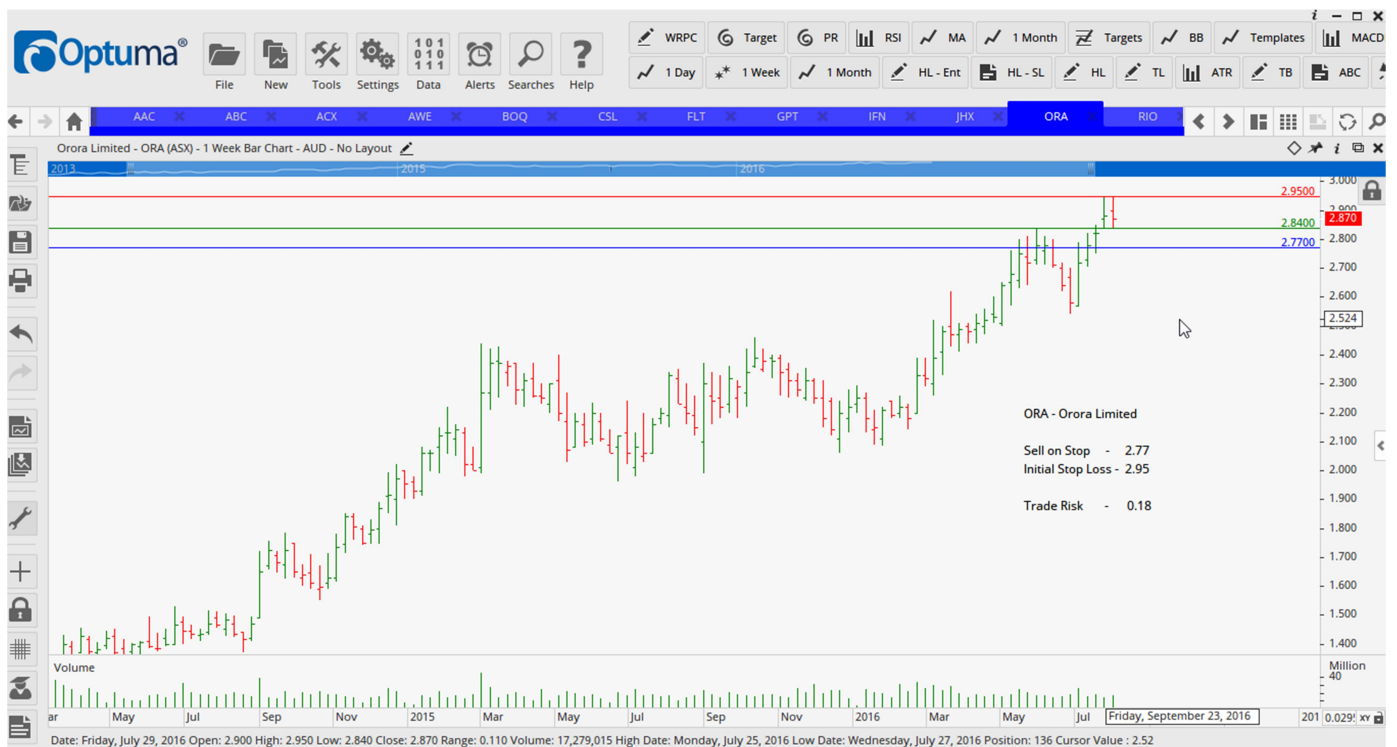 Optuma®
File
New
Tools
Settings
Data
Alerts
Searches
Help
WRPC
Target
PR
RSI
MA
1 Month
Targets
BB
Templates
MACD
1 Day
1 Week
1 Month
HL - Ent
HL - SL
HL
TL
ATR
TB
ABC
AAC
ABC
ACX
AWE
BOQ
CSL
FLT
GPT
IFN
JHX
ORA
RIO
Orora Limited - ORA (ASX) - 1 Week Bar Chart - AUD - No Layout
2013
2015
2016
3.000
2.9500
2.900
2.870
2.8400
2.800
2.7700
2.700
2.600
2.524
2.400
2.300
2.200
2.100
2.000
1.900
1.800
1.700
1.600
1.500
1.400
ORA - Orora Limited
Sell on Stop - 2.77
Initial Stop Loss - 2.95
Trade Risk - 0.18
Volume
Million
40
ar May Jul Sep Nov 2015 Mar May Jul Sep Nov 2016 Mar May Jul Friday, September 23, 2016 201 0.029 XY
Date: Friday, July 29, 2016 Open: 2.900 High: 2.950 Low: 2.840 Close: 2.870 Range: 0.110 Volume: 17,279,015 High Date: Monday, July 25, 2016 Low Date: Wednesday, July 27, 2016 Position: 136 Cursor Value : 2.52